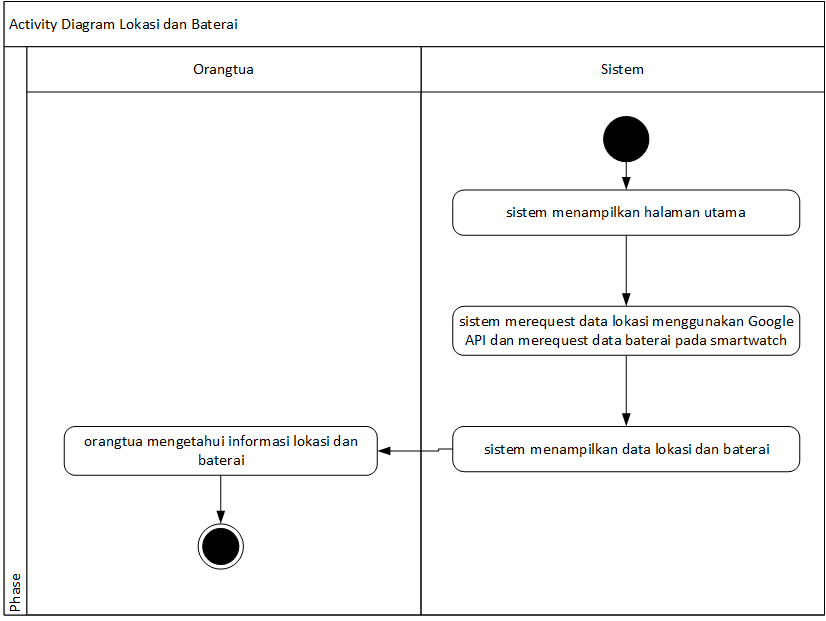 Activity Diagram Lokasi dan Baterai
Orangtua
Sistem
sistem menampilkan halaman utama
sistem merequest data lokasi menggunakan Google
API dan merequest data baterai pada smartwatch
sistem menampilkan data lokasi dan baterai
orangtua mengetahui informasi lokasi dan
baterai
Phase